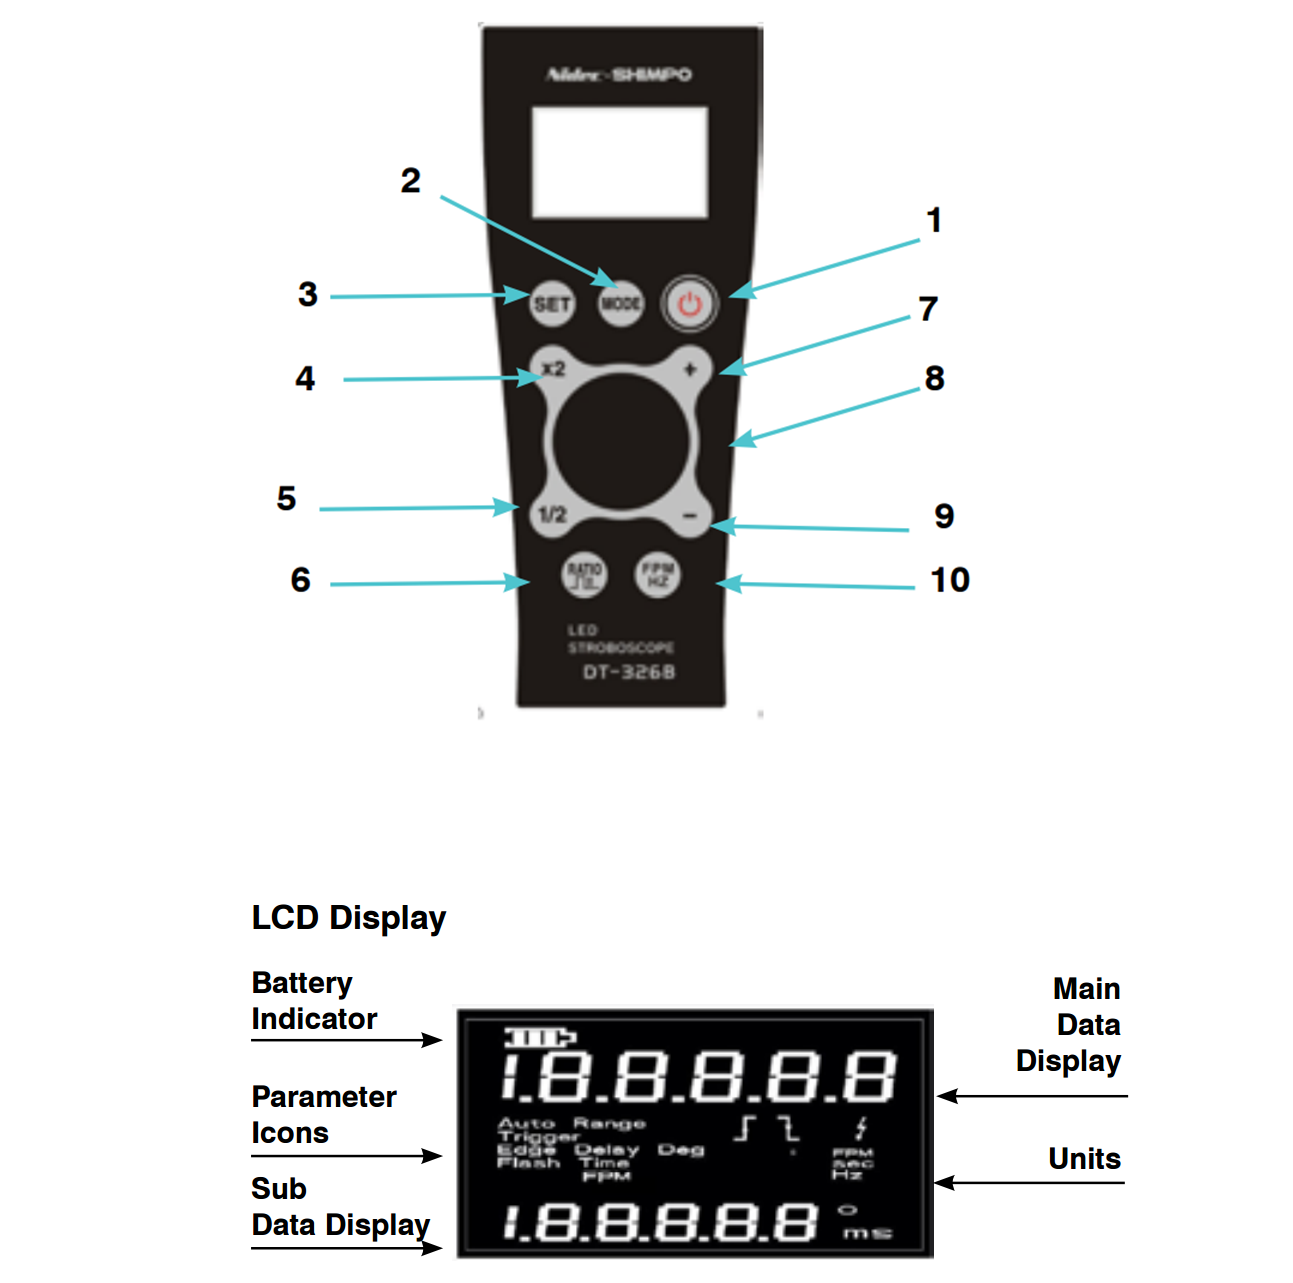 Nidec-SHIMPO
2
1
3
SET
MODE
7
4
x2
+
8
5
1/2
-
9
6
RATIO
FPM
HZ
10
LED
STROBOSCOPE
DT-326B
LCD Display
Battery
Indicator
Main
Data
Display
1.8.8.8.8.8
Parameter
Icons
Auto Range
Trigger
Edge Delay Deg
Flash Time
FPM
FPM
sec
Hz
Units
Sub
Data Display
1.8.8.8.8.8
o
ms